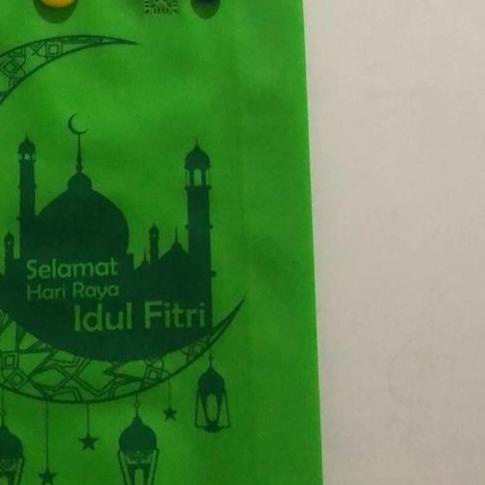 Selamat
Hari Raya
Idul Fitri